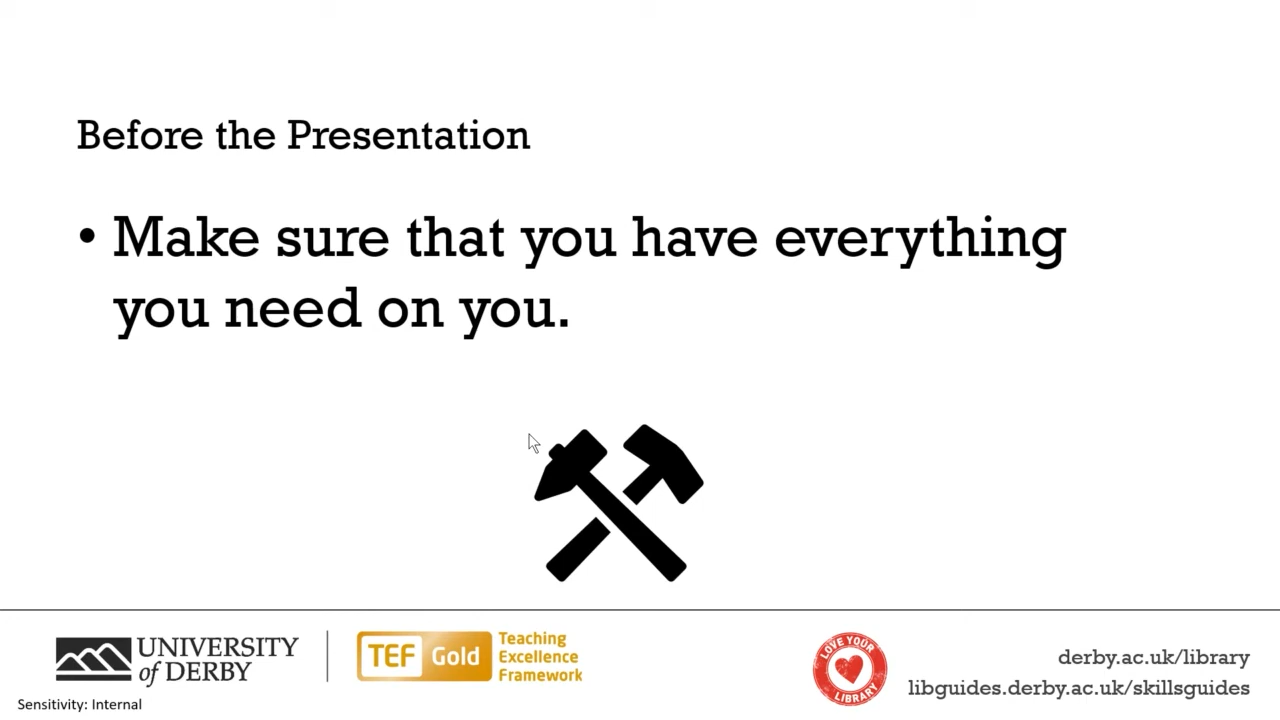 Before the Presentation
• Make sure that you have everything
you need on you.
UNIVERSITY
of DERBY
TEF Gold
Teaching
Excellence
Framework
LOVE YOUR
LIBRARY
derby.ac.uk/library
libguides.derby.ac.uk/skillsguides
Sensitivity: Internal